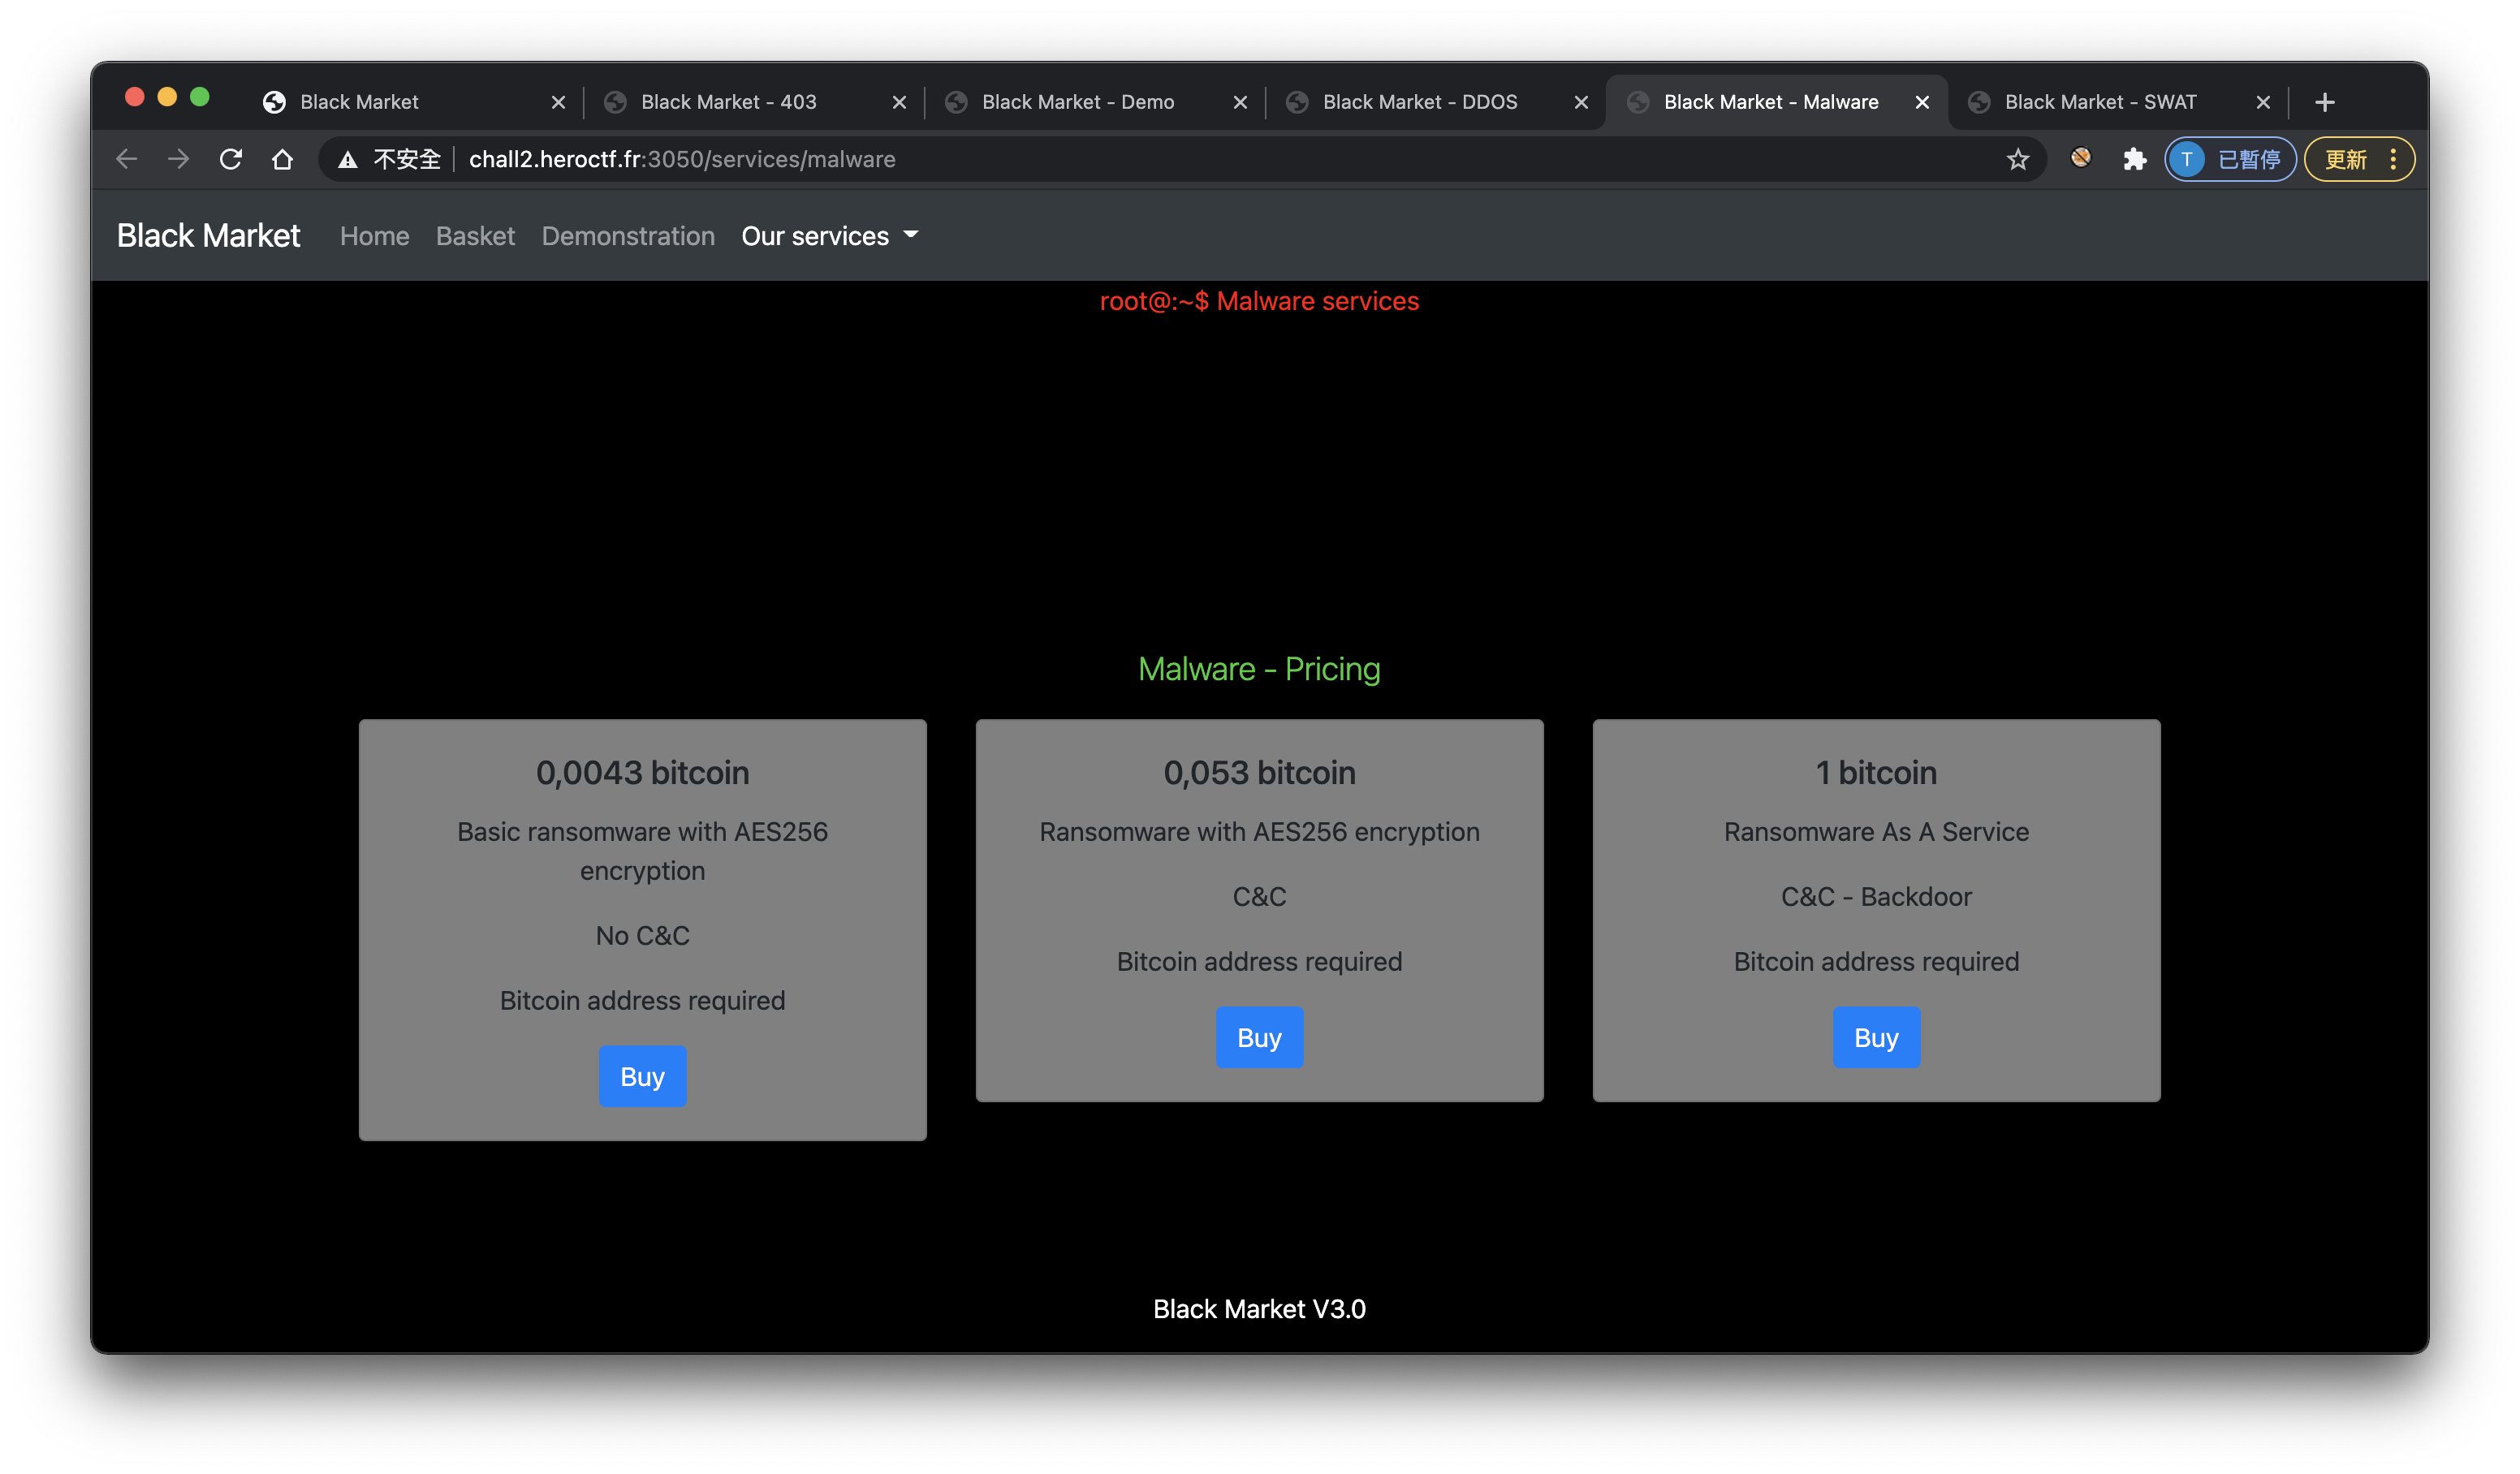 Black Market
Black Market - 403
Black Market - Demo
Black Market - DDOS
Black Market - Malware
Black Market - SWAT
不安全
chall2.heroctf.fr:3050/services/malware
T
已暫停
更新
Black Market
Home
Basket
Demonstration
Our services
root@:~$ Malware services
Malware - Pricing
0,0043 bitcoin
Basic ransomware with AES256
encryption
No C&C
Bitcoin address required
Buy
0,053 bitcoin
Ransomware with AES256 encryption
C&C
Bitcoin address required
Buy
1 bitcoin
Ransomware As A Service
C&C - Backdoor
Bitcoin address required
Buy
Black Market V3.0